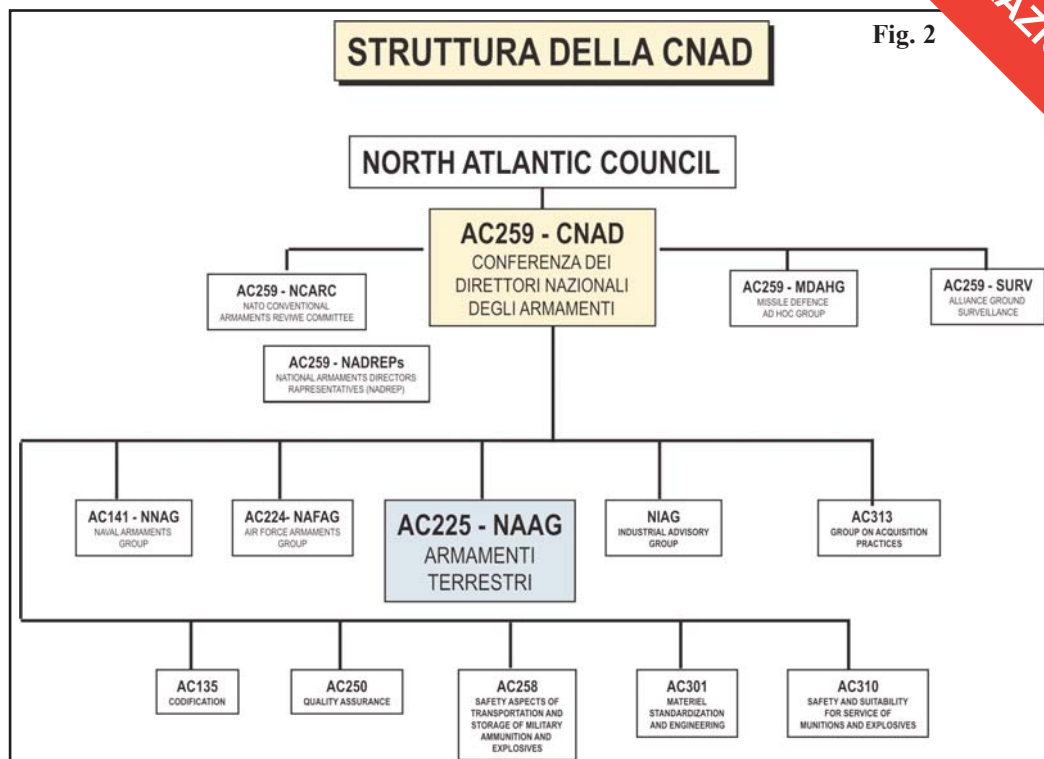 Fig. 2
STRUTTURA DELLA CNAD
NORTH ATLANTIC COUNCIL
AC259 - CNAD
CONFERENZA DEI
DIRETTORI NAZIONALI
DEGLI ARMAMENTI
AC259 - NCARC
NATO CONVENTIONAL
ARMAMENTS REVIWE COMMITTEE
AC259 - MDAHG
MISSILE DEFENCE
AD HOC GROUP
AC259 - SURV
ALLIANCE GROUND
SURVEILLANCE
AC259 - NADREPs
NATIONAL ARMAMENTS DIRECTORS
RAPRESENTATIVES (NADREP)
AC141 - NNAG
NAVAL ARMAMENTS
GROUP
AC224- NAFAG
AIR FORCE ARMAMENTS
GROUP
AC225 - NAAG
ARMAMENTI
TERRESTRI
NIAG
INDUSTRIAL ADVISORY
GROUP
AC313
GROUP ON ACQUISITION
PRACTICES
AC135
CODIFICATION
AC250
QUALITY ASSURANCE
AC258
SAFETY ASPECTS OF
TRANSPORTATION AND
STORAGE OF MILITARY
AMMUNITION AND
EXPLOSIVES
AC301
MATERIEL
STANDARDIZATION
AND ENGINEERING
AC310
SAFETY AND SUITABILITY
FOR SERVICE OF
MUNITIONS AND EXPLOSIVES